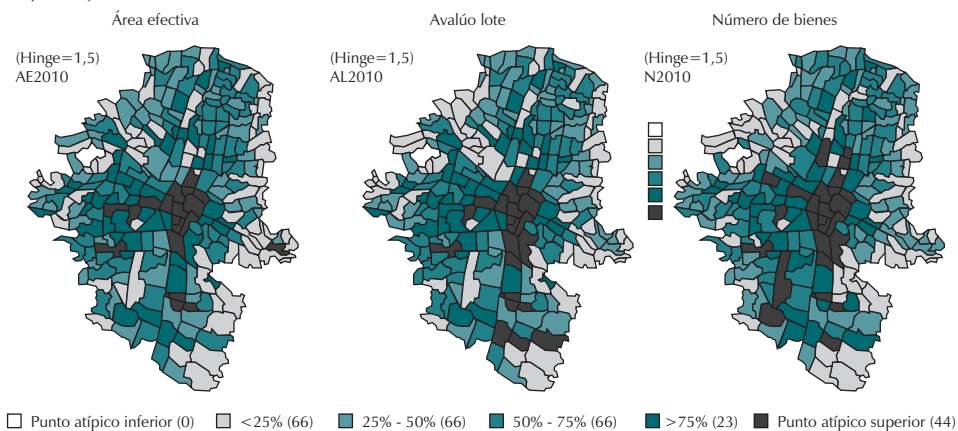 Área efectiva
Avalúo lote
Número de bienes
(Hinge=1,5)
AE2010
(Hinge=1,5)
AL2010
(Hinge=1,5)
N2010
Punto atípico inferior (0)
<25% (66)
25% - 50% (66)
50% - 75% (66)
>75% (23)
Punto atípico superior (44)